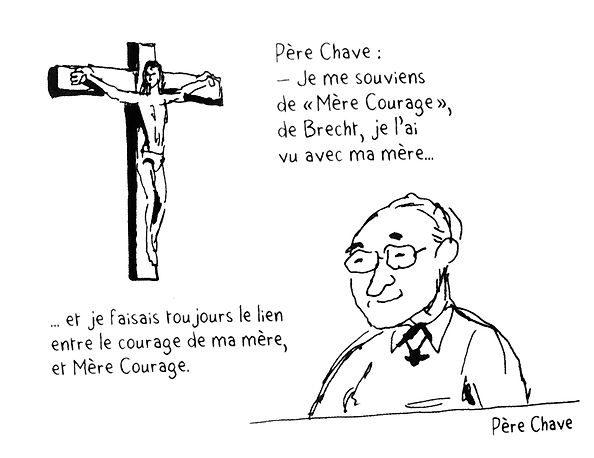 Père Chave :
– Je me souviens
de « Mère Courage »,
de Brecht, je l'ai
vu avec ma mère...
... et je faisais toujours le lien
entre le courage de ma mère,
et Mère Courage.
Père Chave